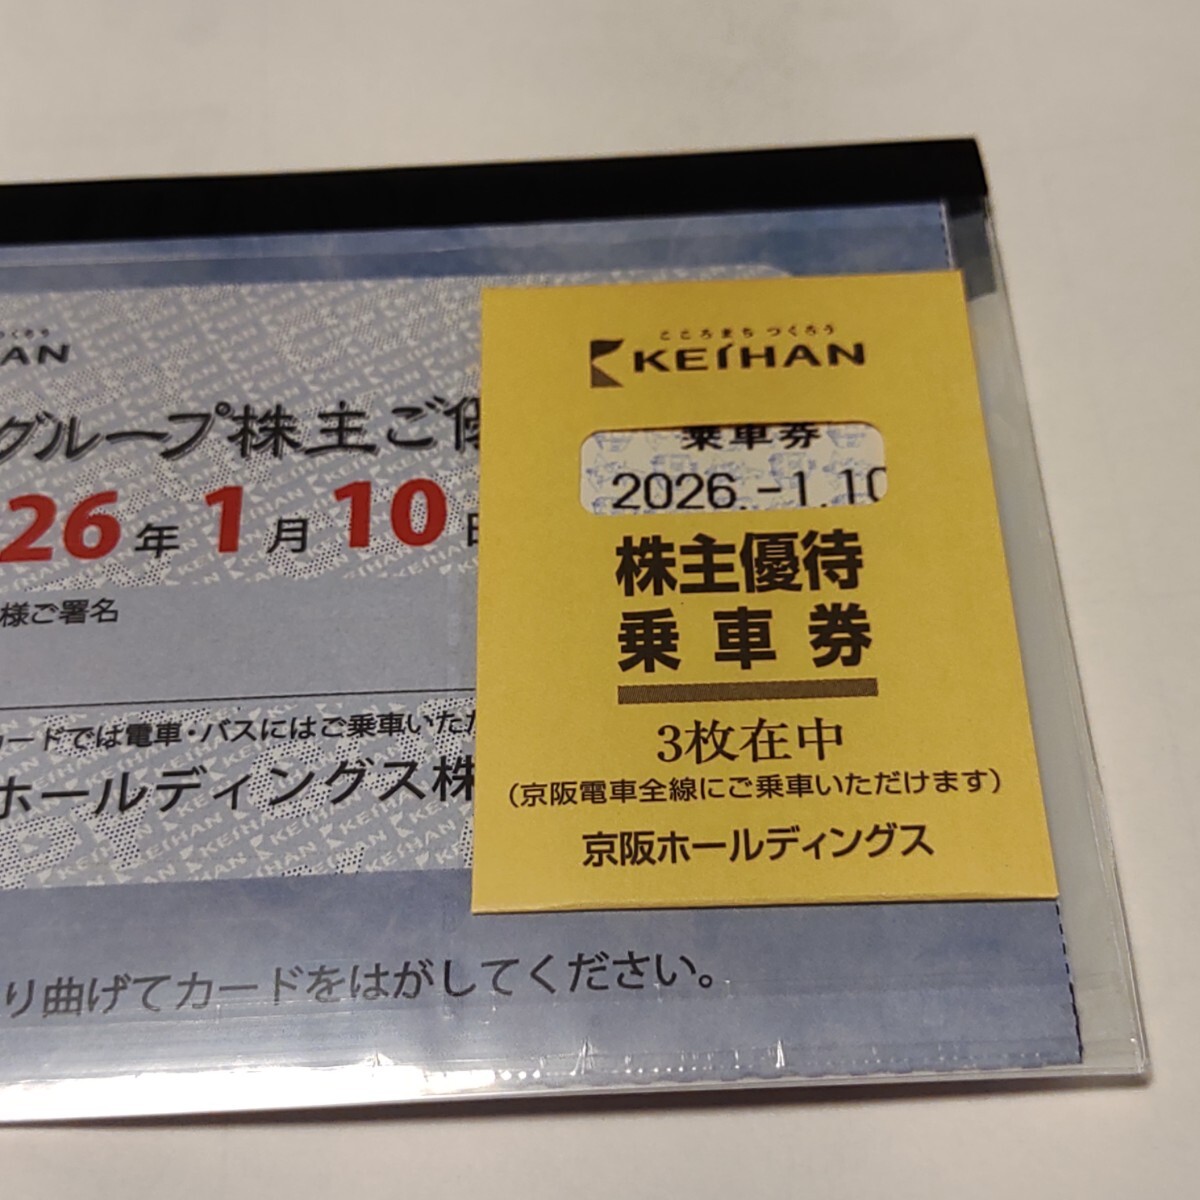 つくろう
HAN
グループ株主ご優
26年1月10日
様ご署名
カードでは電車・バスにはご乗車いただ
ホールディングス株
り曲げてカードをはがしてください。
こころまち つくろう
KEIHAN
乗車券
2026.-1.10
株主優待
乗車券
3枚在中
（京阪電車全線にご乗車いただけます）
京阪ホールディングス